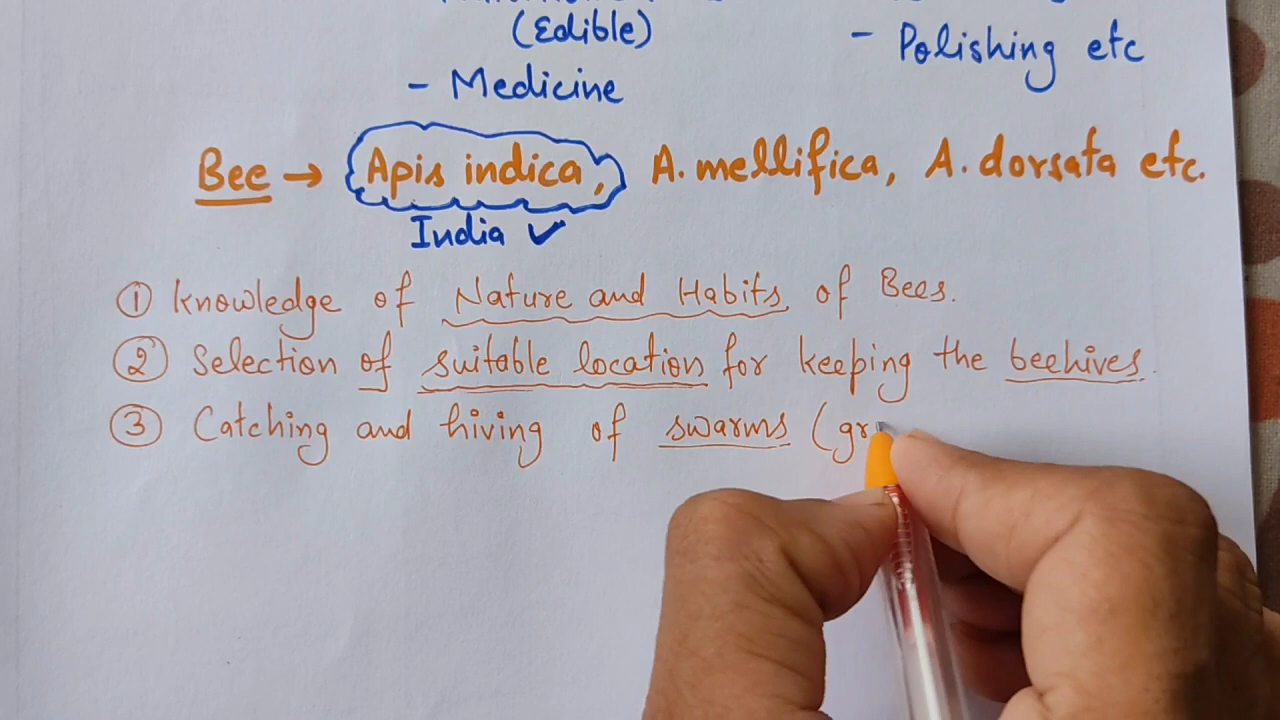 (Edible)
- Polishing etc
- Medicine
Bee → Apis indica, A. mellifica, A. dorsata etc.
India ✓
① Knowledge of Nature and Habits of Bees.
② Selection of suitable location for keeping the beehives.
③ Catching and hiving of swarms (gr